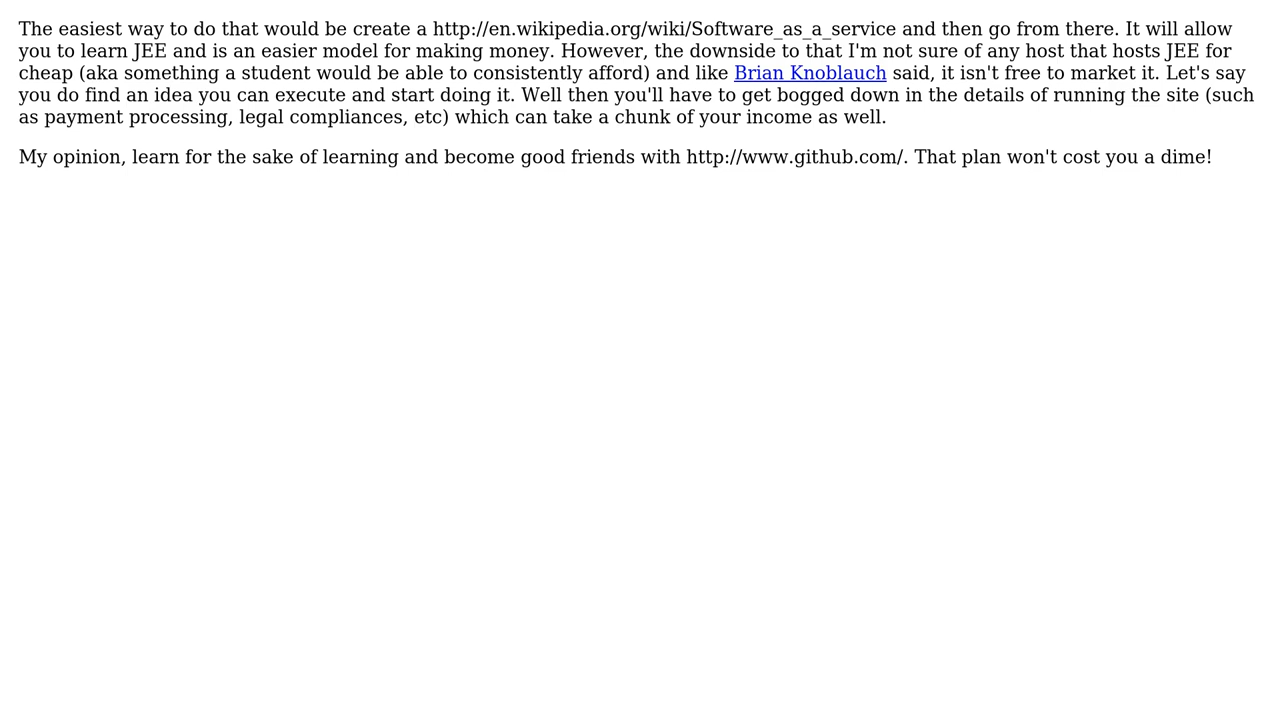 The easiest way to do that would be create a http://en.wikipedia.org/wiki/Software_as_a_service and then go from there. It will allow
you to learn JEE and is an easier model for making money. However, the downside to that I'm not sure of any host that hosts JEE for
cheap (aka something a student would be able to consistently afford) and like Brian Knoblauch said, it isn't free to market it. Let's say
you do find an idea you can execute and start doing it. Well then you'll have to get bogged down in the details of running the site (such
as payment processing, legal compliances, etc) which can take a chunk of your income as well.
My opinion, learn for the sake of learning and become good friends with http://www.github.com/. That plan won't cost you a dime!